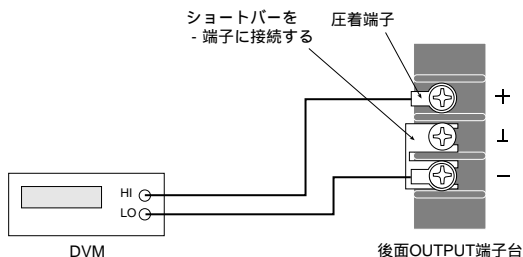 ショートバーを
- 端子に接続する
圧着端子
+
⊥
−
HI
LO
DVM
後面OUTPUT端子台